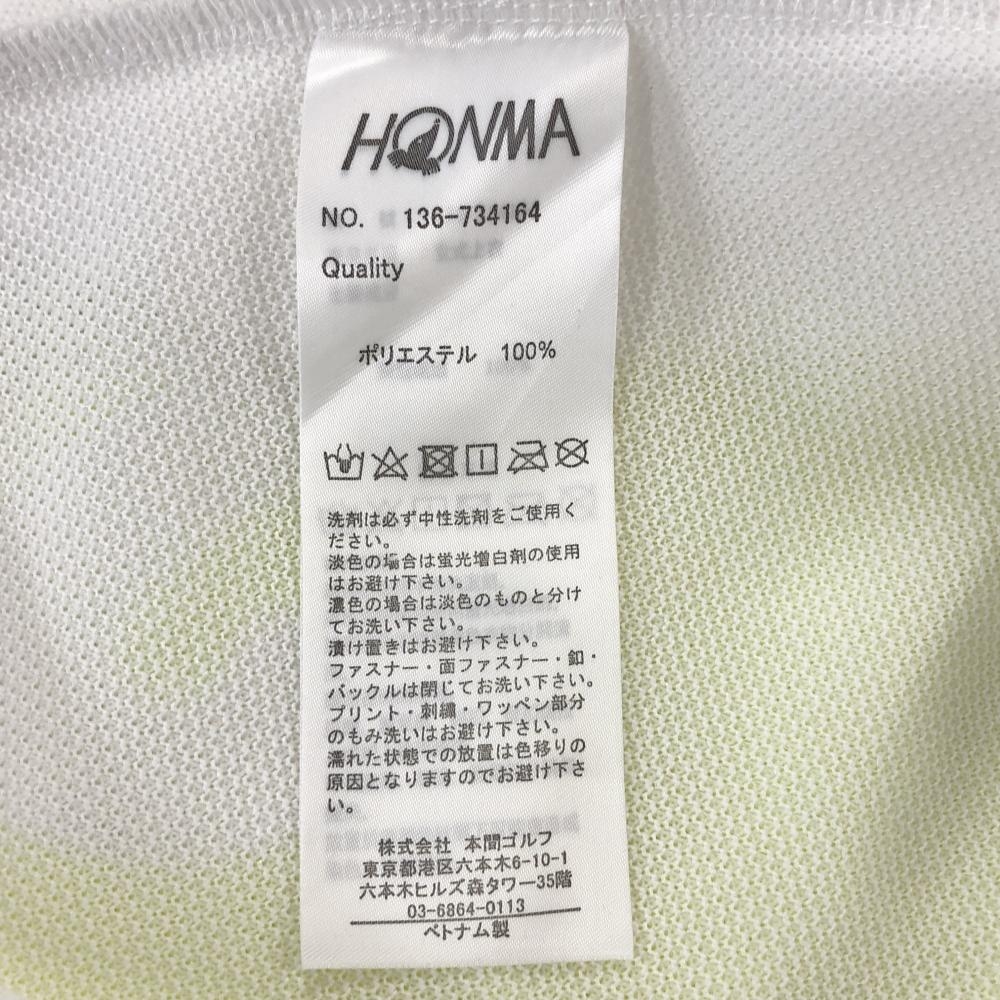 HONMA
NO. 136-734164
Quality
ポリエステル 100%
洗剤は必ず中性洗剤をご使用く
ださい。
淡色の場合は蛍光増白剤の使用
はお避け下さい。
濃色の場合は淡色のものと分け
てお洗い下さい。
漬け置きはお避け下さい。
ファスナー・面ファスナー・釦・
バックルは閉じてお洗い下さい。
プリント・刺繍・ワッペン部分
のもみ洗いはお避け下さい。
濡れた状態での放置は色移りの
原因となりますのでお避け下さ
い。
株式会社 本間ゴルフ
東京都港区六本木6-10-1
六本木ヒルズ森タワー35階
03-6864-0113
ベトナム製